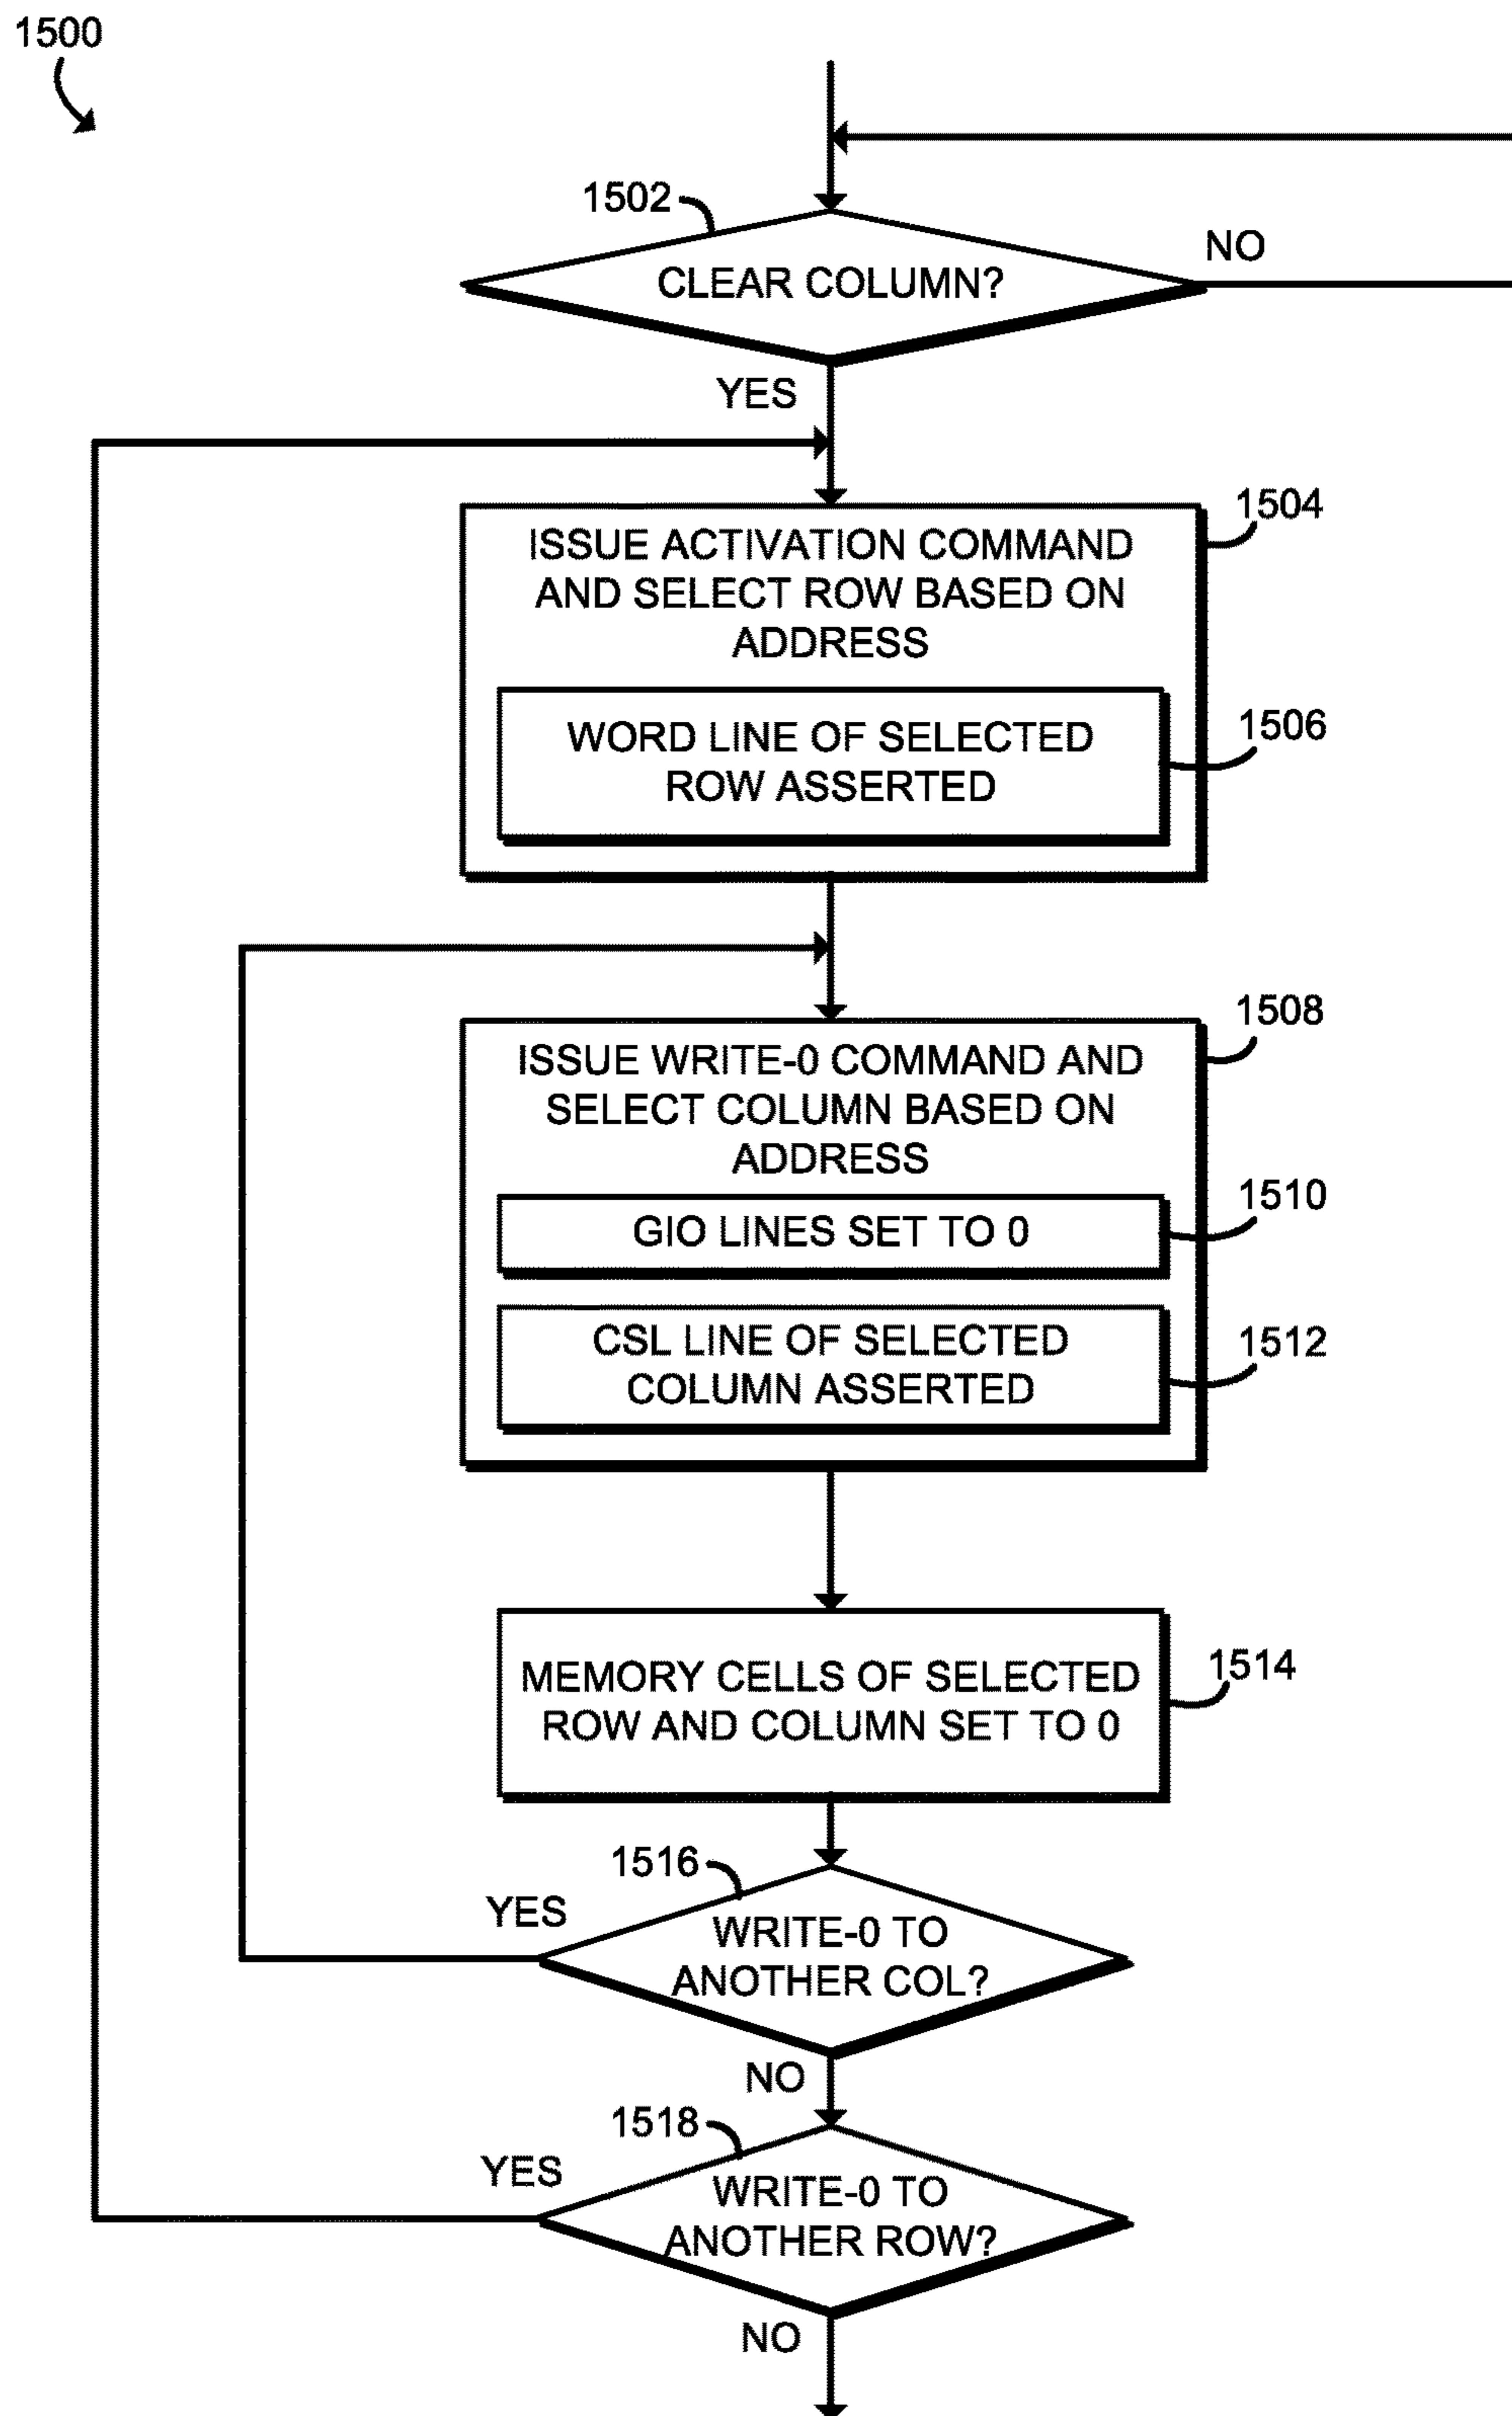 1500
1502
CLEAR COLUMN?
NO
YES
1504
ISSUE ACTIVATION COMMAND
AND SELECT ROW BASED ON
ADDRESS
1506
WORD LINE OF SELECTED
ROW ASSERTED
1508
ISSUE WRITE-0 COMMAND AND
SELECT COLUMN BASED ON
ADDRESS
1510
GIO LINES SET TO 0
1512
CSL LINE OF SELECTED
COLUMN ASSERTED
1514
MEMORY CELLS OF SELECTED
ROW AND COLUMN SET TO 0
1516
YES
WRITE-0 TO
ANOTHER COL?
NO
1518
YES
WRITE-0 TO
ANOTHER ROW?
NO